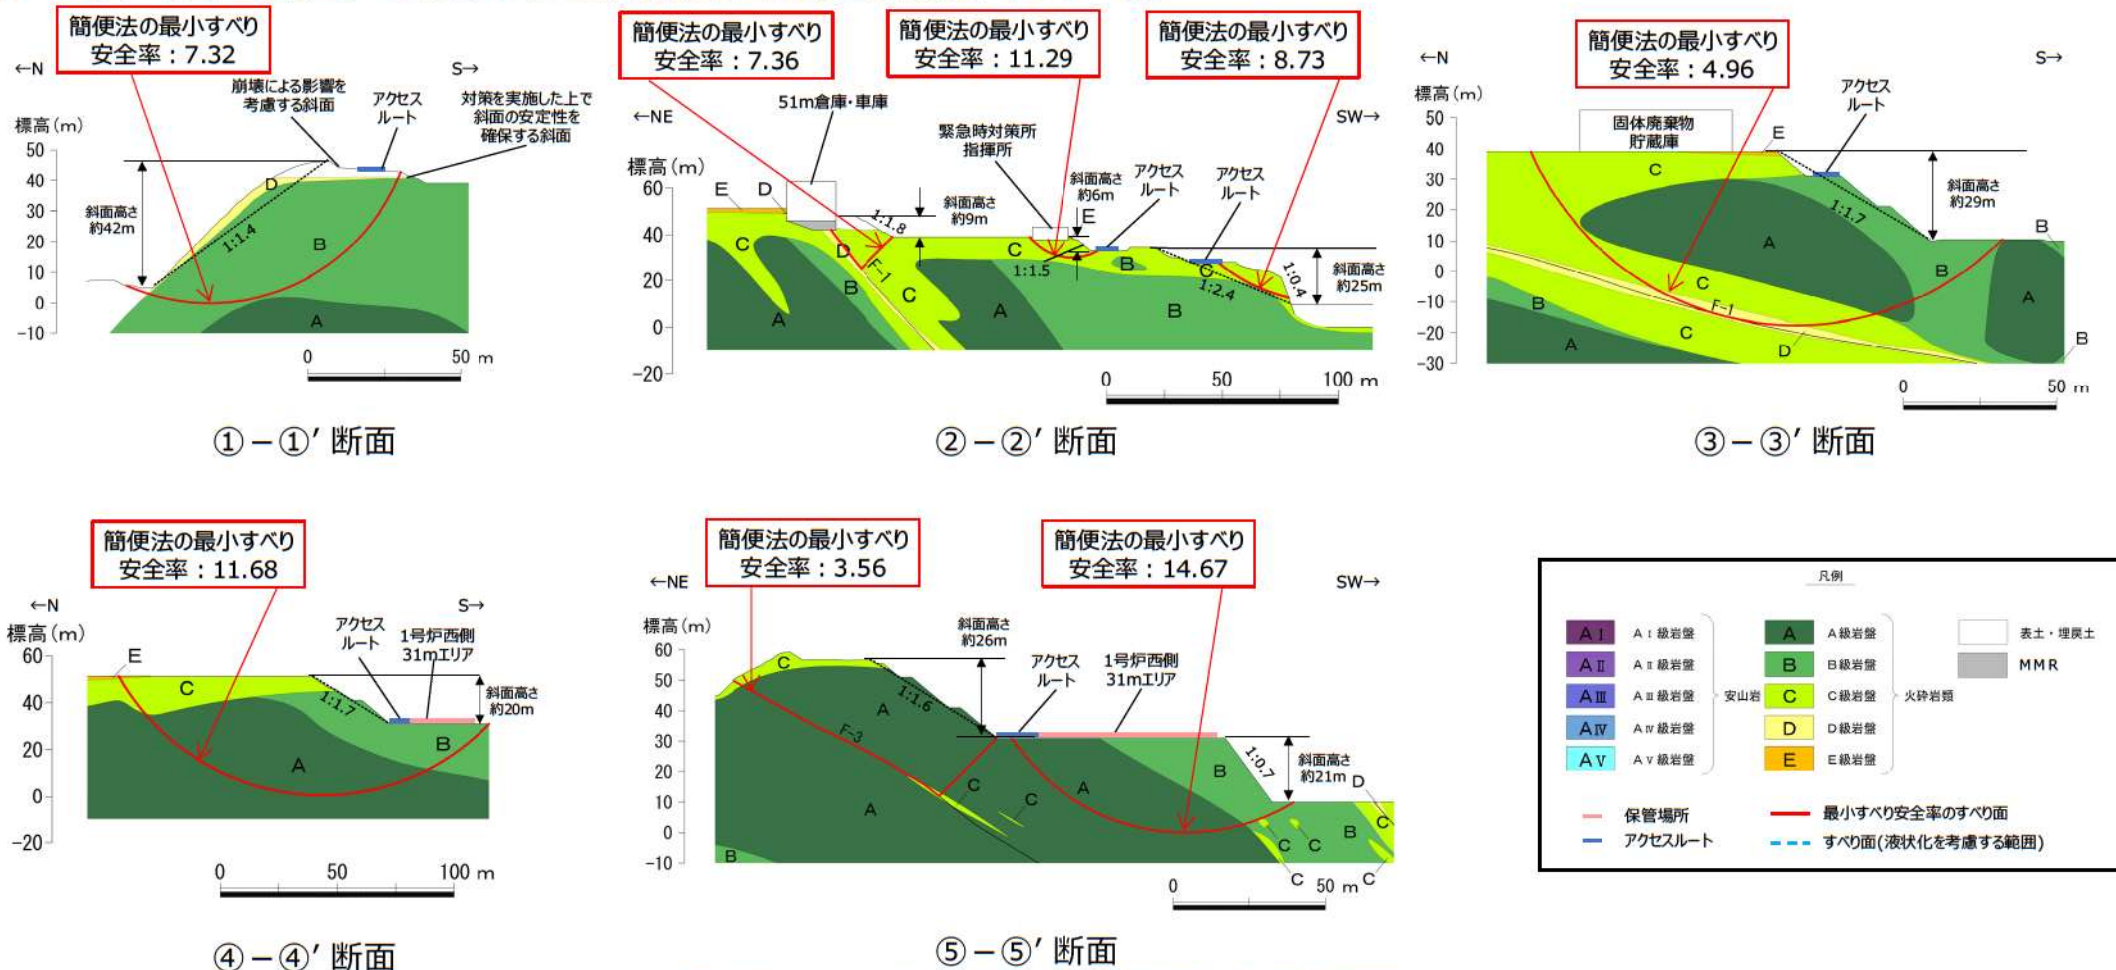 簡便法の最小すべり
安全率：7.32
←N
S→
崩壊による影響を
考慮する斜面
アクセス
ルート
対策を実施した上で
斜面の安定性を
確保する斜面
標高(m)
50
40
30
20
10
0
-10
斜面高さ
約42m
1:1.4
D
B
A
0
50 m
①－①’ 断面
簡便法の最小すべり
安全率：7.36
簡便法の最小すべり
安全率：11.29
簡便法の最小すべり
安全率：8.73
←NE
SW→
51m倉庫・車庫
緊急時対策所
指揮所
標高(m)
60
40
20
0
-20
E
D
斜面高さ
約9m
斜面高さ
約6m
アクセス
ルート
アクセス
ルート
1:1.8
E
C
D
F-1
C
1:1.5
B
C
1:2.4
1:0.4
斜面高さ
約25m
A
B
C
A
B
0
50
100 m
②－②’ 断面
簡便法の最小すべり
安全率：4.96
←N
S→
標高(m)
50
40
30
20
10
0
-10
-20
-30
固体廃棄物
貯蔵庫
E
アクセス
ルート
C
1:1.7
斜面高さ
約29m
A
B
B
A
C
F-1
B
C
A
D
B
0
50 m
③－③’ 断面
簡便法の最小すべり
安全率：11.68
←N
S→
標高(m)
60
40
20
0
-20
アクセス
ルート
1号炉西側
31mエリア
E
C
1:1.7
斜面高さ
約20m
A
B
0
50
100 m
④－④’ 断面
簡便法の最小すべり
安全率：3.56
簡便法の最小すべり
安全率：14.67
←NE
SW→
標高(m)
60
50
40
30
20
10
0
-10
C
斜面高さ
約26m
アクセス
ルート
1号炉西側
31mエリア
A
1:1.6
F-3
B
1:0.7
斜面高さ
約21m
D
A
C
C
A
C
C
B
C
B
C
C
0
50 m
⑤－⑤’ 断面
凡例
AⅠ AⅠ級岩盤
AⅡ AⅡ級岩盤
AⅢ AⅢ級岩盤
AⅣ AⅣ級岩盤
AⅤ AⅤ級岩盤
安山岩
A A級岩盤
B B級岩盤
C C級岩盤
D D級岩盤
E E級岩盤
火砕岩類
表土・埋戻土
MMR
保管場所
アクセスルート
最小すべり安全率のすべり面
すべり面(液状化を考慮する範囲)